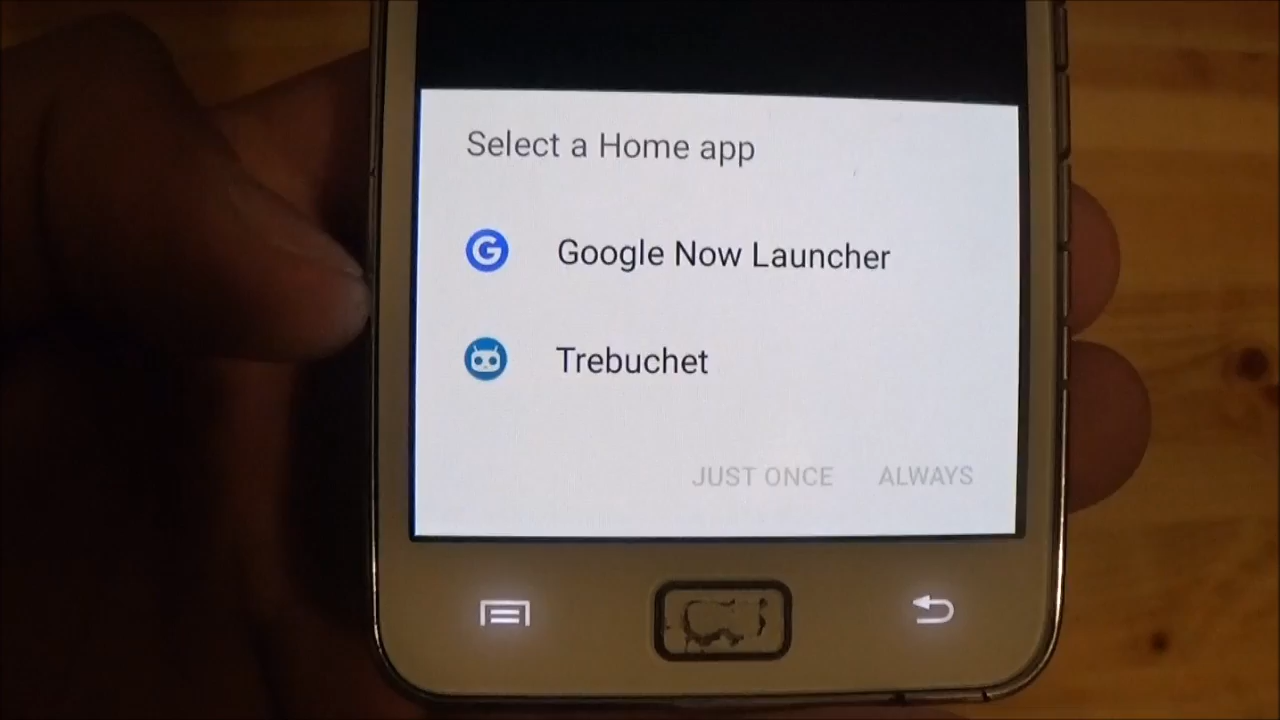 Select a Home app
Google Now Launcher
Trebuchet
JUST ONCE ALWAYS